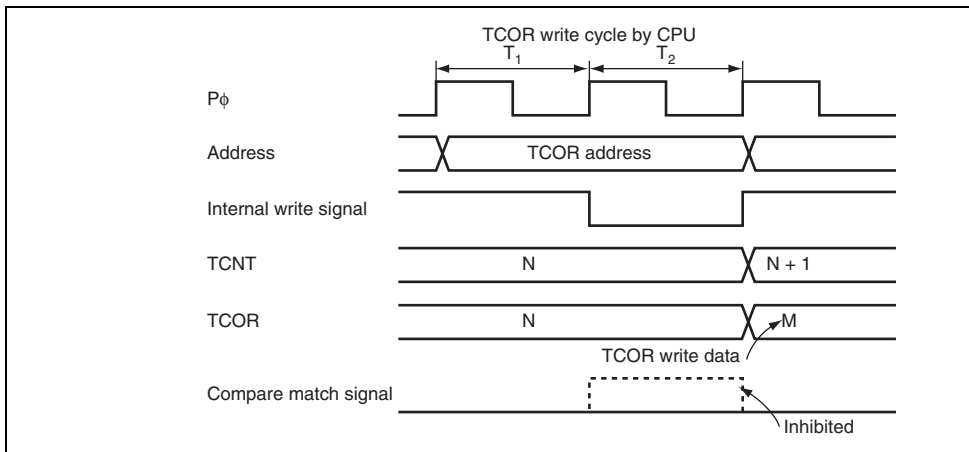 TCOR write cycle by CPU
T1 T2
Pφ
Address TCOR address
Internal write signal
TCNT N N + 1
TCOR N M
TCOR write data
Compare match signal
Inhibited